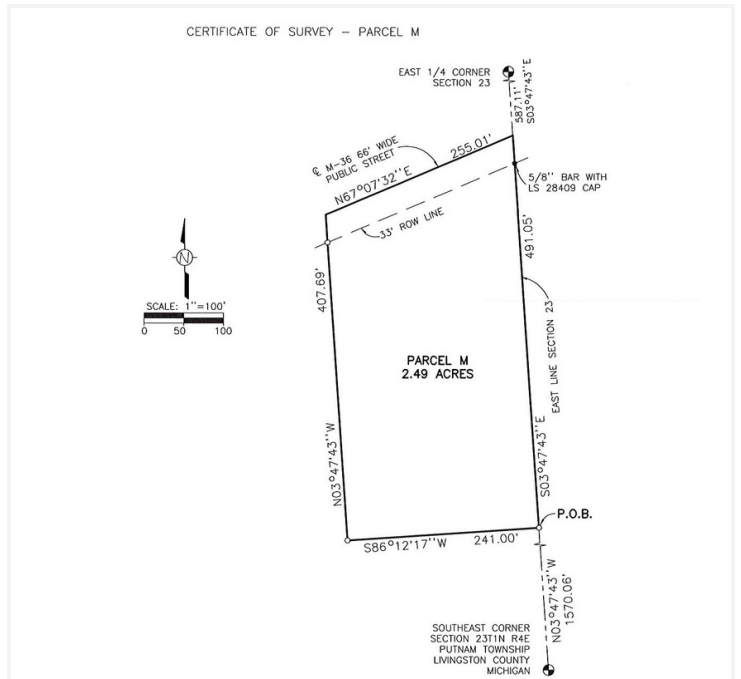 CERTIFICATE OF SURVEY – PARCEL M
EAST 1/4 CORNER
SECTION 23
587.11'
S03°47'43''E
℄ M-36 66' WIDE
PUBLIC STREET
255.01'
N67°07'32''E
5/8'' BAR WITH
LS 28409 CAP
33' ROW LINE
491.05'
N
SCALE: 1''=100'
0 50 100
407.69'
EAST LINE SECTION 23
PARCEL M
2.49 ACRES
N03°47'43''W
S03°47'43''E
P.O.B.
S86°12'17''W
241.00'
N03°47'43''W
1570.06'
SOUTHEAST CORNER
SECTION 23T1N R4E
PUTNAM TOWNSHIP
LIVINGSTON COUNTY
MICHIGAN